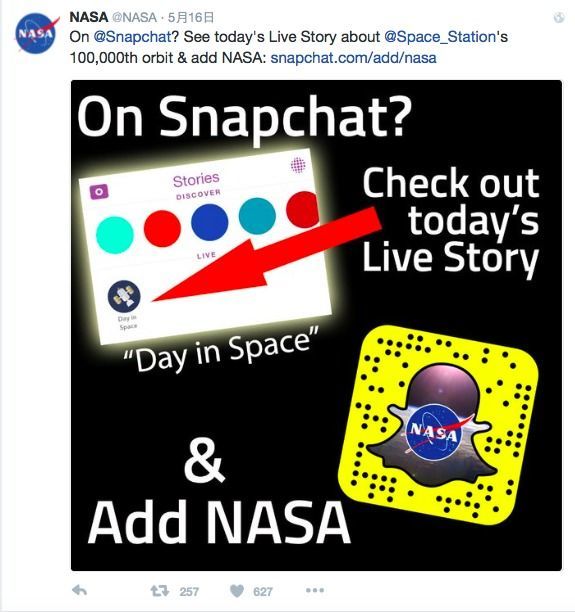 NASA @NASA · 5月16日
On @Snapchat? See today's Live Story about @Space_Station's
100,000th orbit & add NASA: snapchat.com/add/nasa
On Snapchat?
Stories
DISCOVER
LIVE
Day in
Space
Check out
today's
Live Story
"Day in Space"
NASA
&
Add NASA
257
627